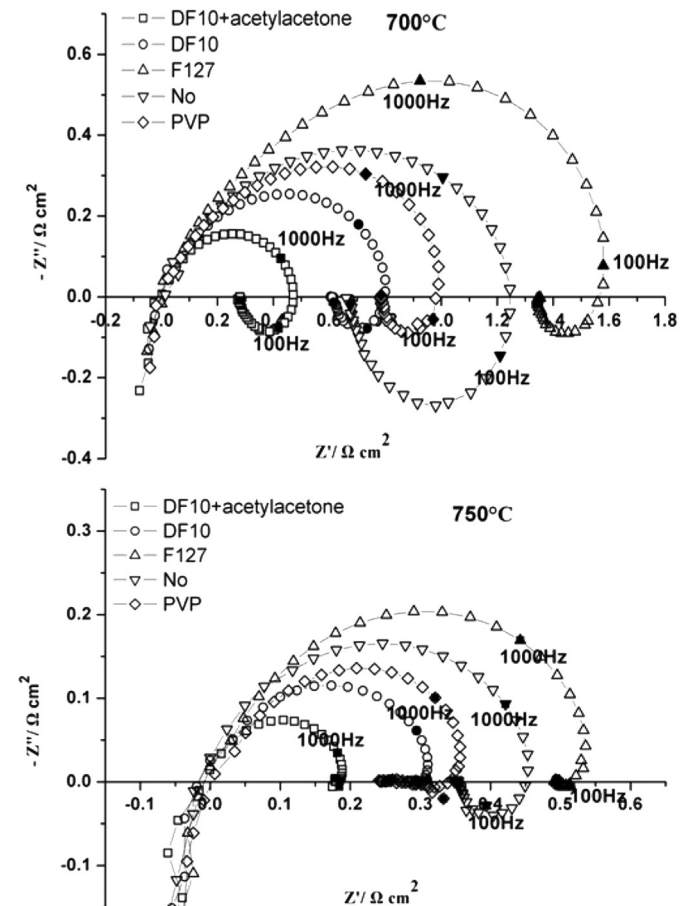 DF10+acetylacetone
DF10
F127
No
PVP
700°C
0.6
0.4
0.2
0.0
-0.2
-0.4
- Z''/ Ω cm2
1000Hz
1000Hz
1000Hz
100Hz
100Hz
100Hz
100Hz
-0.2 0.0 0.2 0.4 0.6 0.8 1.0 1.2 1.4 1.6 1.8
Z'/ Ω cm2
DF10+acetylacetone
DF10
F127
No
PVP
750°C
0.3
0.2
0.1
0.0
-0.1
- Z''/ Ω cm2
1000Hz
1000Hz
1000Hz
1000Hz
100Hz
100Hz
-0.1 0.0 0.1 0.2 0.3 0.4 0.5 0.6
Z'/ Ω cm2